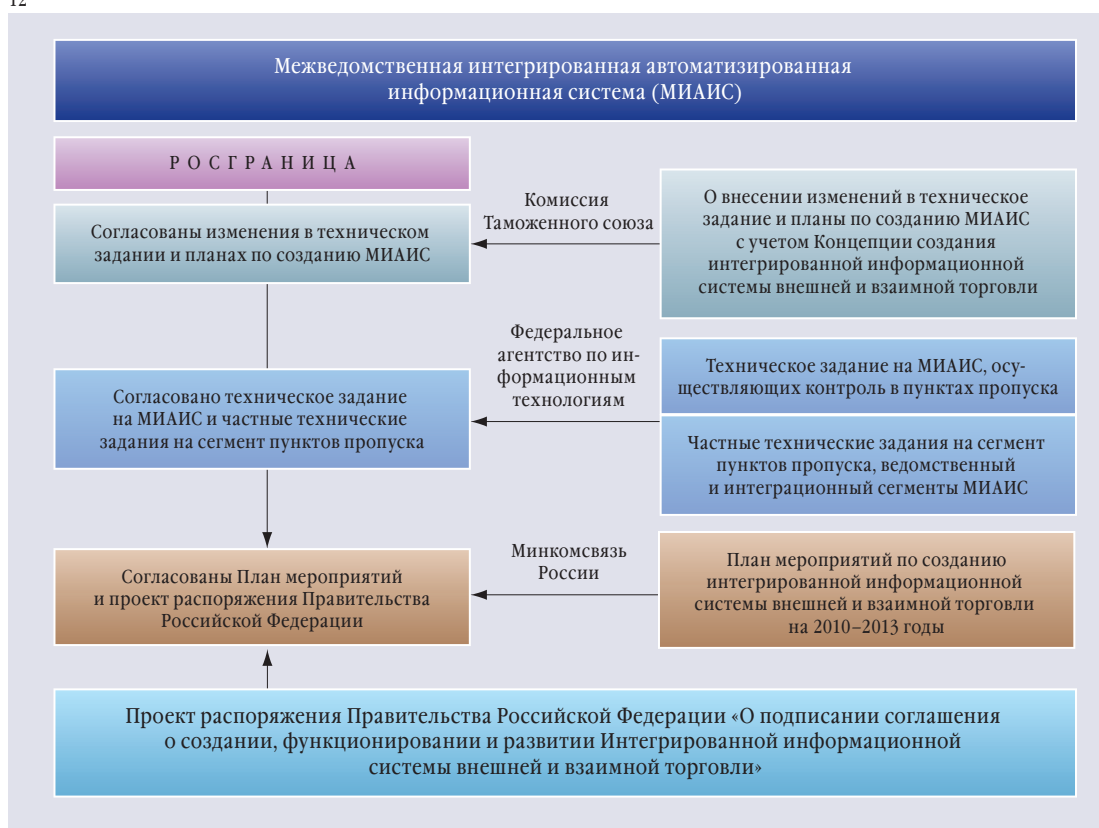 12
Межведомственная интегрированная автоматизированная
информационная система (МИАИС)
РОСГРАНИЦА
Согласованы изменения в техническом
задании и планах по созданию МИАИС
Комиссия
Таможенного союза
О внесении изменений в техническое
задание и планы по созданию МИАИС
с учетом Концепции создания
интегрированной информационной
системы внешней и взаимной торговли
Согласовано техническое задание
на МИАИС и частные технические
задания на сегмент пунктов пропуска
Федеральное
агентство по ин-
формационным
технологиям
Техническое задание на МИАИС, осу-
ществляющих контроль в пунктах пропуска
Частные технические задания на сегмент
пунктов пропуска, ведомственный
и интеграционный сегменты МИАИС
Согласованы План мероприятий
и проект распоряжения Правительства
Российской Федерации
Минкомсвязь
России
План мероприятий по созданию
интегрированной информационной
системы внешней и взаимной торговли
на 2010–2013 годы
Проект распоряжения Правительства Российской Федерации «О подписании соглашения
о создании, функционировании и развитии Интегрированной информационной
системы внешней и взаимной торговли»